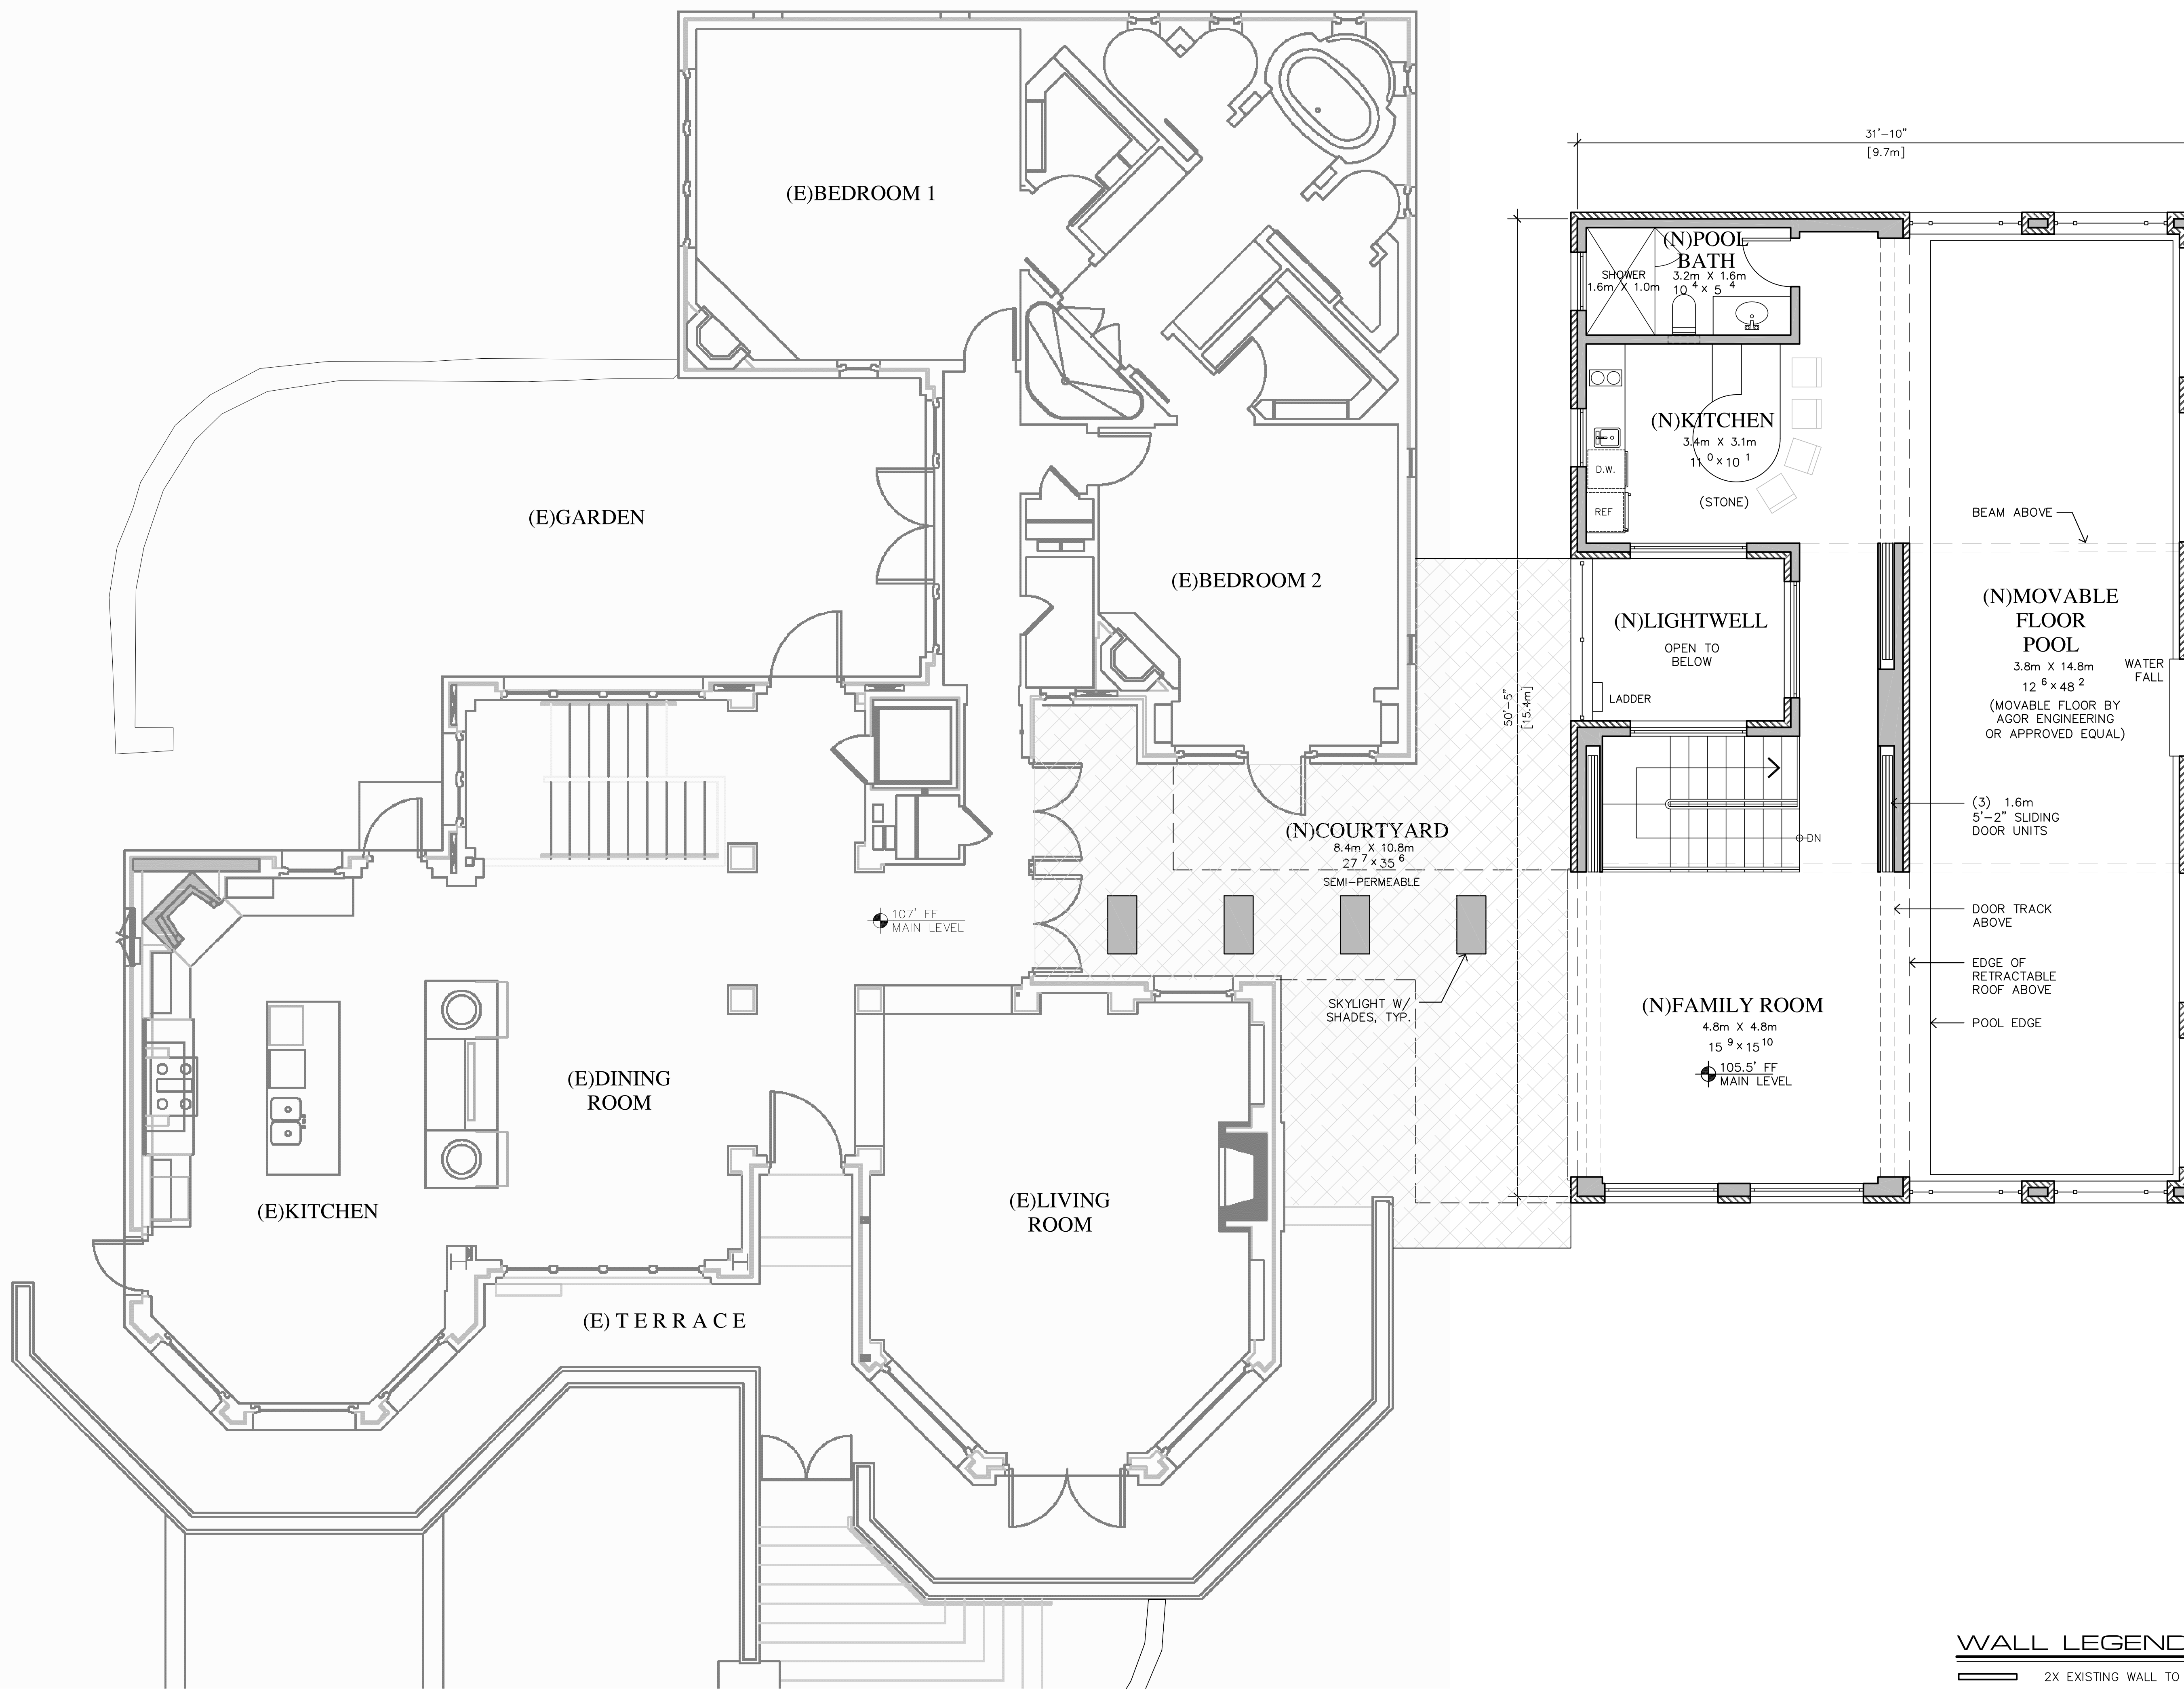 31'-10"
[9.7m]
(E)BEDROOM 1
(N)POOL
BATH
3.2m X 1.6m
10 4 x 5 4
SHOWER
1.6m X 1.0m
(N)KITCHEN
3.4m X 3.1m
11 0 x 10 1
(STONE)
D.W.
REF
(E)GARDEN
BEAM ABOVE
(E)BEDROOM 2
(N)LIGHTWELL
OPEN TO
BELOW
LADDER
(N)MOVABLE
FLOOR
POOL
3.8m X 14.8m
12 6 x 48 2
(MOVABLE FLOOR BY
AGOR ENGINEERING
OR APPROVED EQUAL)
WATER
FALL
50'-5"
[15.4m]
(3) 1.6m
5'-2" SLIDING
DOOR UNITS
DN
(N)COURTYARD
8.4m X 10.8m
27 7 x 35 6
SEMI-PERMEABLE
107' FF
MAIN LEVEL
DOOR TRACK
ABOVE
EDGE OF
RETRACTABLE
ROOF ABOVE
SKYLIGHT W/
SHADES, TYP.
POOL EDGE
(N)FAMILY ROOM
4.8m X 4.8m
15 9 x 15 10
105.5' FF
MAIN LEVEL
(E)DINING
ROOM
(E)KITCHEN
(E)LIVING
ROOM
(E) TERRACE
WALL LEGEND
2X EXISTING WALL TO